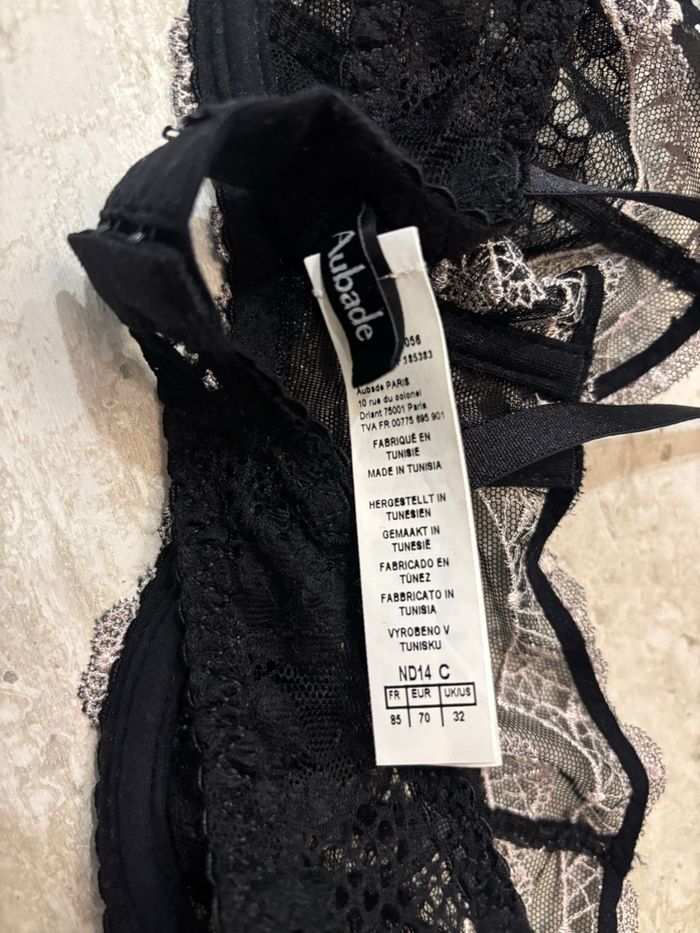 Aubade
056
185383
Aubade PARIS
10 rue du colonel
Driant 75001 Paris
TVA FR 00775 695 901
FABRIQUÉ EN
TUNISIE
MADE IN TUNISIA
HERGESTELLT IN
TUNESIEN
GEMAAKT IN
TUNESIË
FABRICADO EN
TÚNEZ
FABBRICATO IN
TUNISIA
VYROBENO V
TUNISKU
ND14 C
FR EUR UK/US
85 70 32